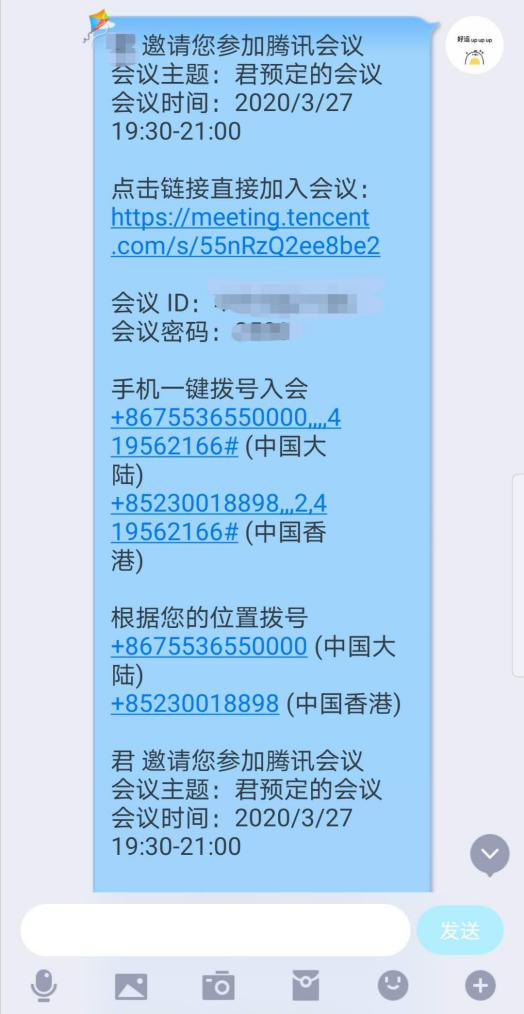 好运 up up up
邀请您参加腾讯会议
会议主题：君预定的会议
会议时间：2020/3/27
19:30-21:00
点击链接直接加入会议：
https://meeting.tencent
.com/s/55nRzQ2ee8be2
会议 ID：
会议密码：
手机一键拨号入会
+8675536550000,,,,4
19562166# (中国大
陆)
+85230018898,,,2,4
19562166# (中国香
港)
根据您的位置拨号
+8675536550000 (中国大
陆)
+85230018898 (中国香港)
君 邀请您参加腾讯会议
会议主题：君预定的会议
会议时间：2020/3/27
19:30-21:00
发送